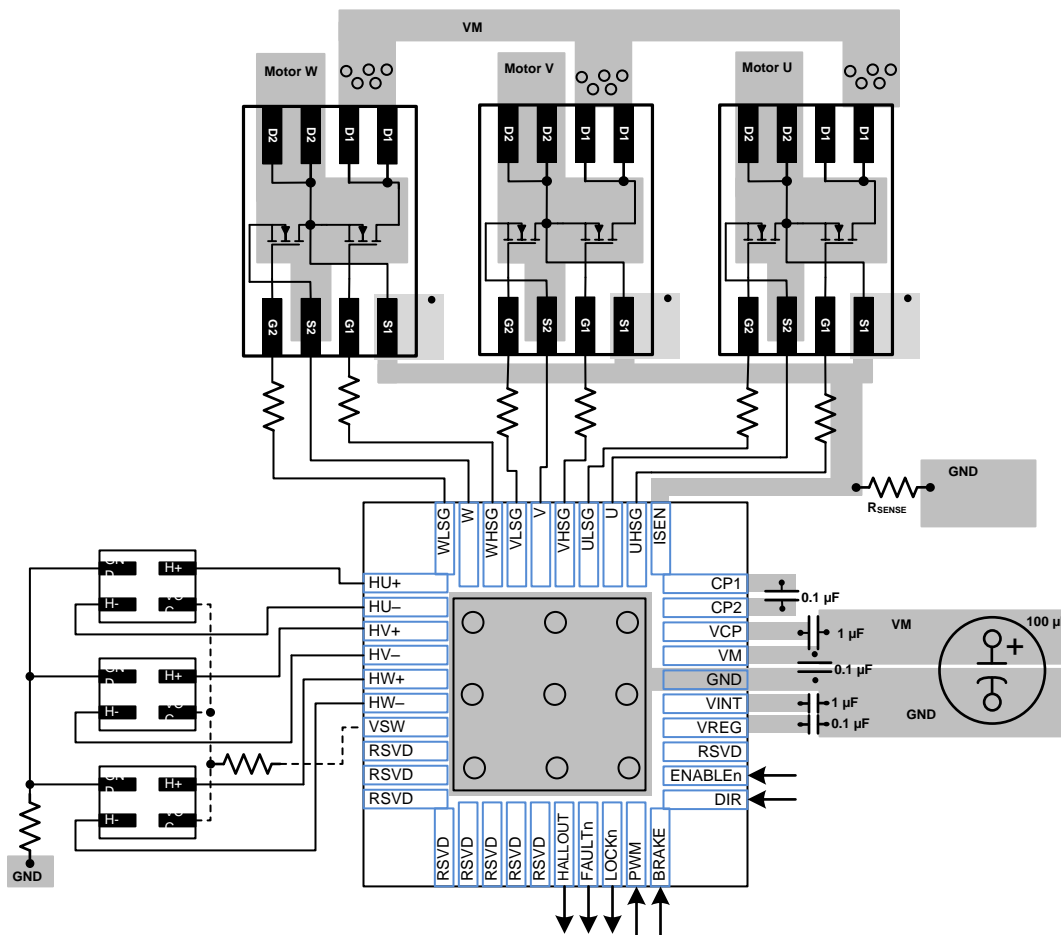 VM
Motor W
Motor V
Motor U
D2 D2 D1 D1
D2 D2 D1 D1
D2 D2 D1 D1
G2 S2 G1 S1
G2 S2 G1 S1
G2 S2 G1 S1
GND
RSENSE
WLSG
W
WHSG
VLSG
V
VHSG
ULSG
U
UHSG
ISEN
H+
H-
H+
H-
H+
H-
GND
HU+
HU–
HV+
HV–
HW+
HW–
VSW
RSVD
RSVD
RSVD
CP1
CP2
VCP
VM
GND
VINT
VREG
RSVD
ENABLEn
DIR
0.1 µF
1 µF
VM
100 µ
0.1 µF
1 µF
GND
0.1 µF
RSVD
RSVD
RSVD
RSVD
RSVD
HALLOUT
FAULTn
LOCKn
PWM
BRAKE